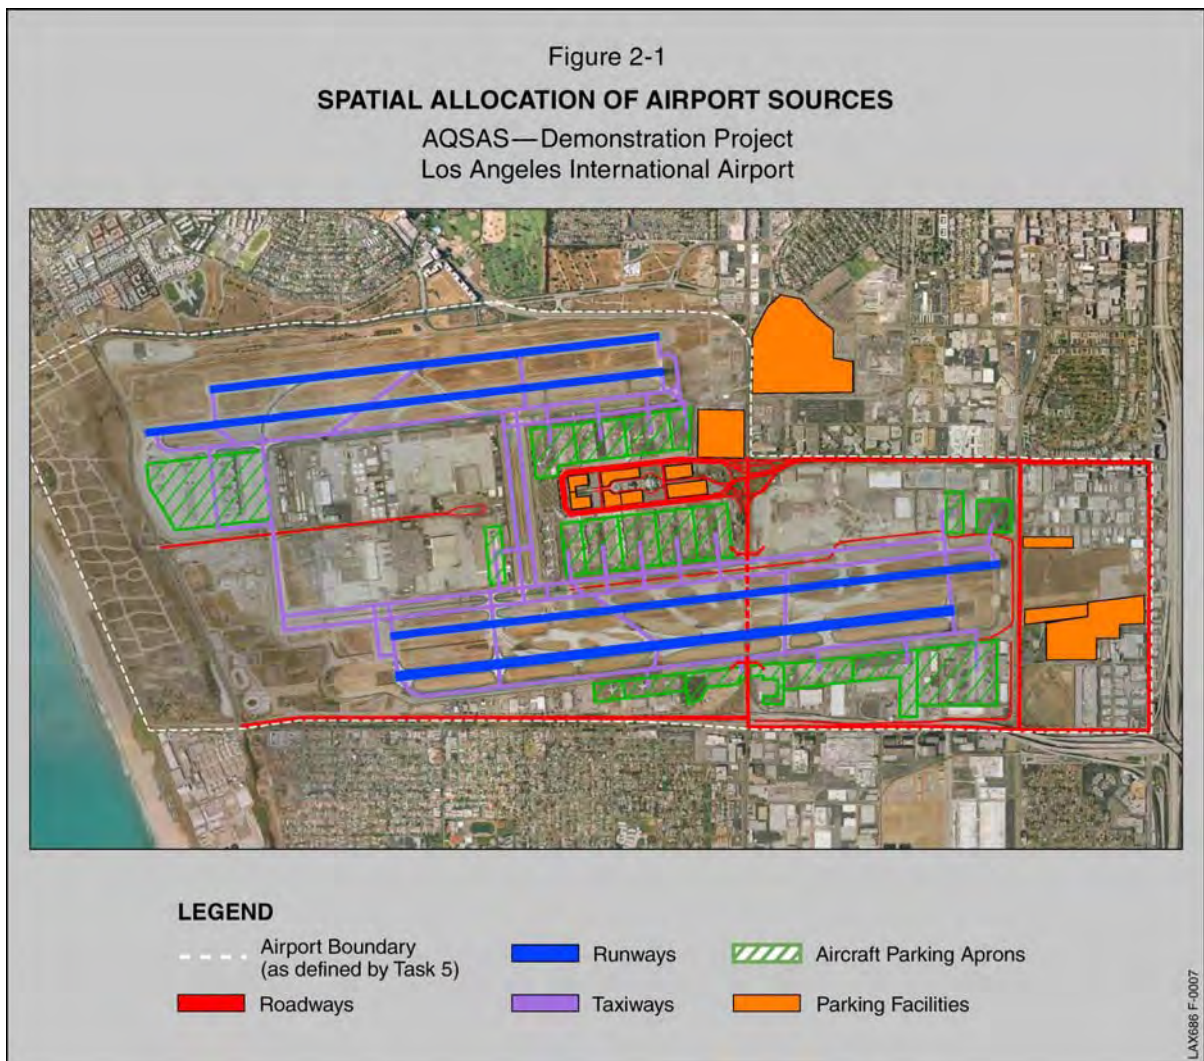 Figure 2-1
SPATIAL ALLOCATION OF AIRPORT SOURCES
AQSAS—Demonstration Project
Los Angeles International Airport
LEGEND
Airport Boundary
(as defined by Task 5)
Roadways
Runways
Taxiways
Aircraft Parking Aprons
Parking Facilities
LAX686 F-0007